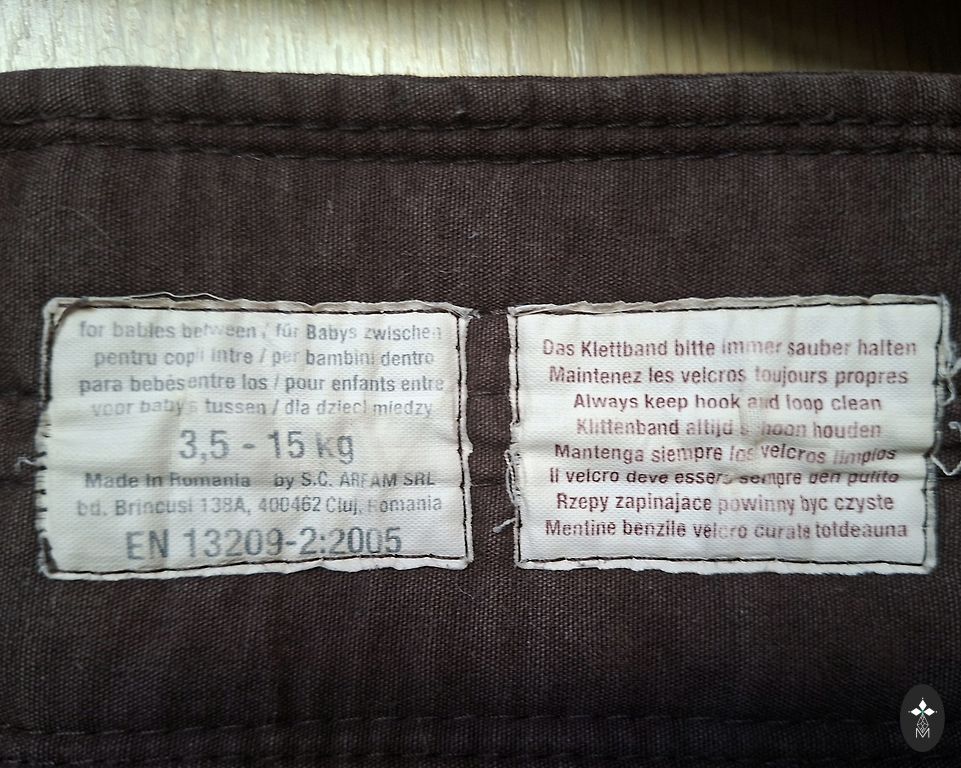 for babies between / für Babys zwischen
pentru copii intre / per bambini dentro
para bebés entre los / pour enfants entre
voor baby's tussen / dla dzieci miedzy
3,5 - 15 kg
Made In Romania by S.C. ARFAM SRL
bd. Brincusi 138A, 400462 Cluj, Romania
EN 13209-2:2005
Das Klettband bitte immer sauber halten
Maintenez les velcros toujours propres
Always keep hook and loop clean
Klittenband altijd schoon houden
Mantenga siempre los velcros limpios
Il velcro deve essere sempre ben pulito
Rzepy zapinajace powinny byc czyste
Mentine benzile velcro curate totdeauna
M